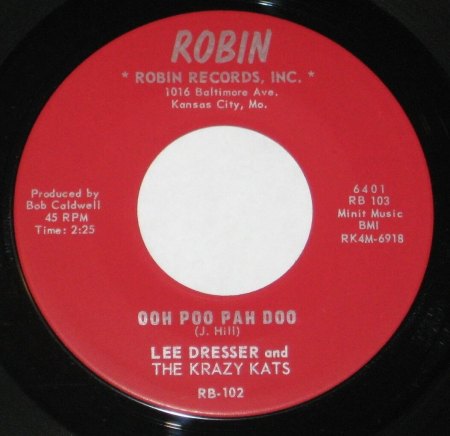 ROBIN
* ROBIN RECORDS, INC. *
1016 Baltimore Ave.
Kansas City, Mo.
Produced by
Bob Caldwell
45 RPM
Time: 2:25
6401
RB 103
Minit Music
BMI
RK4M-6918
OOH POO PAH DOO
(J. Hill)
LEE DRESSER and
THE KRAZY KATS
RB-102